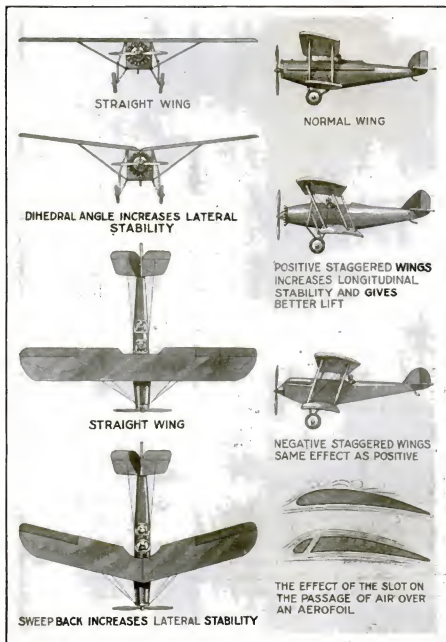 STRAIGHT WING
DIHEDRAL ANGLE INCREASES LATERAL
STABILITY
STRAIGHT WING
SWEEP BACK INCREASES LATERAL STABILITY
NORMAL WING
POSITIVE STAGGERED WINGS
INCREASES LONGITUDINAL
STABILITY AND GIVES
BETTER LIFT
NEGATIVE STAGGERED WINGS
SAME EFFECT AS POSITIVE
THE EFFECT OF THE SLOT ON
THE PASSAGE OF AIR OVER
AN AEROFOIL